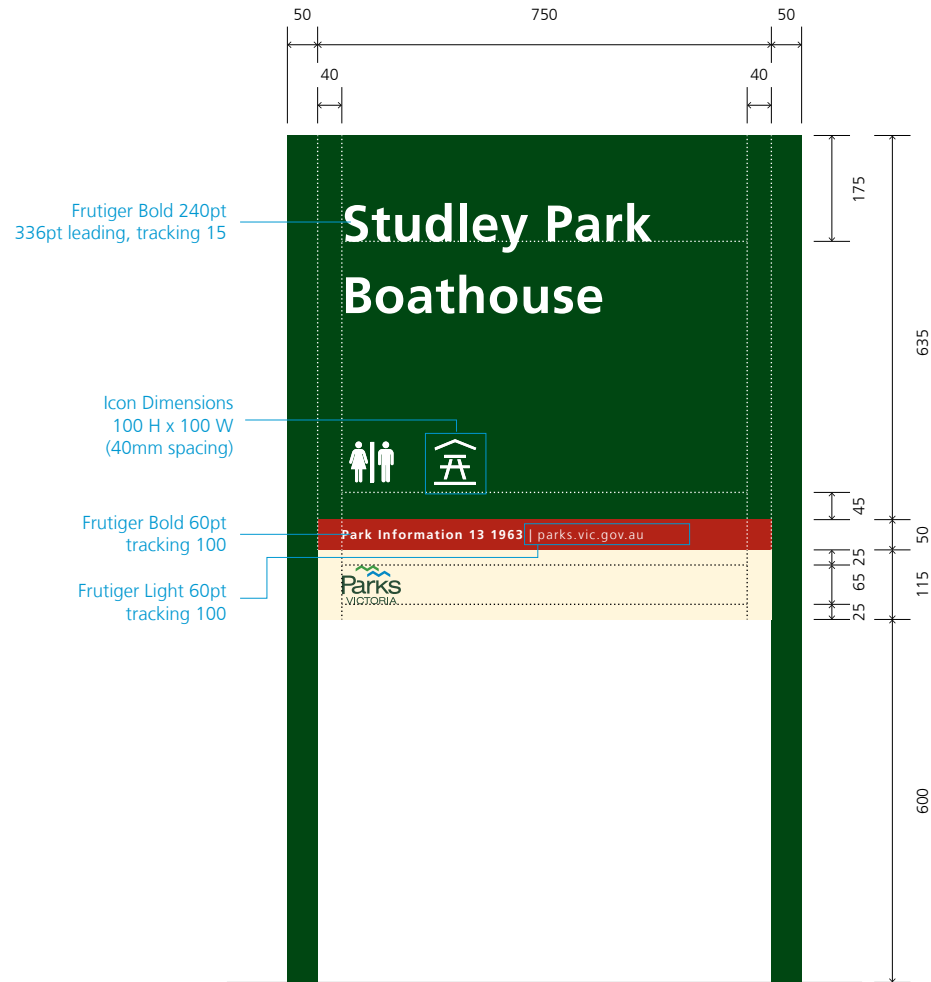 50 750 50
40 40
175
Frutiger Bold 240pt
336pt leading, tracking 15
Studley Park
Boathouse
635
Icon Dimensions
100 H x 100 W
(40mm spacing)
45
Frutiger Bold 60pt
tracking 100
Park Information 13 1963 | parks.vic.gov.au
50
25
Frutiger Light 60pt
tracking 100
Parks
VICTORIA
65
115
25
600